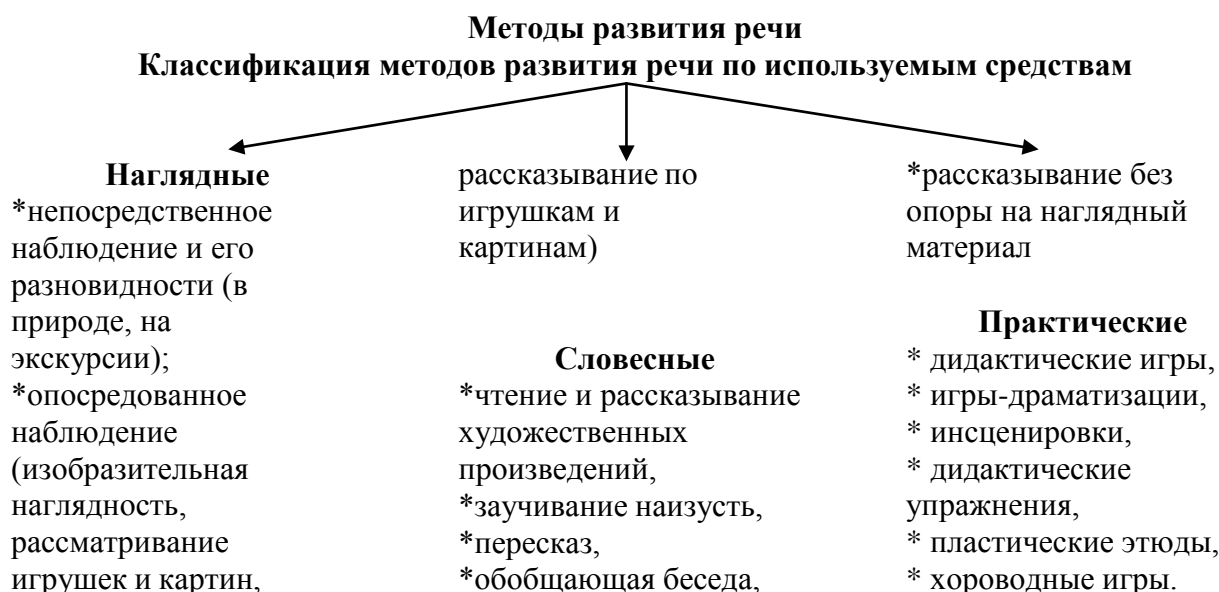 Методы развития речи
Классификация методов развития речи по используемым средствам
Наглядные
*непосредственное
наблюдение и его
разновидности (в
природе, на
экскурсии);
*опосредованное
наблюдение
(изобразительная
наглядность,
рассматривание
игрушек и картин,
рассказывание по
игрушкам и
картинам)
Словесные
*чтение и рассказывание
художественных
произведений,
*заучивание наизусть,
*пересказ,
*обобщающая беседа,
*рассказывание без
опоры на наглядный
материал
Практические
* дидактические игры,
* игры-драматизации,
* инсценировки,
* дидактические
упражнения,
* пластические этюды,
* хороводные игры.